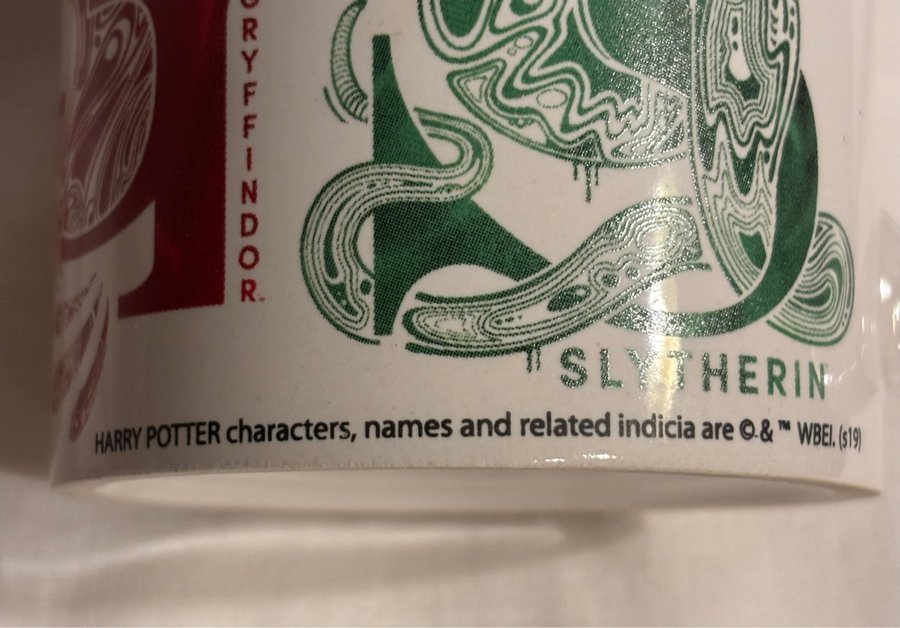 GRYFFINDOR
SLYTHERIN
HARRY POTTER characters, names and related indicia are © & ™ WBEI. (s19)